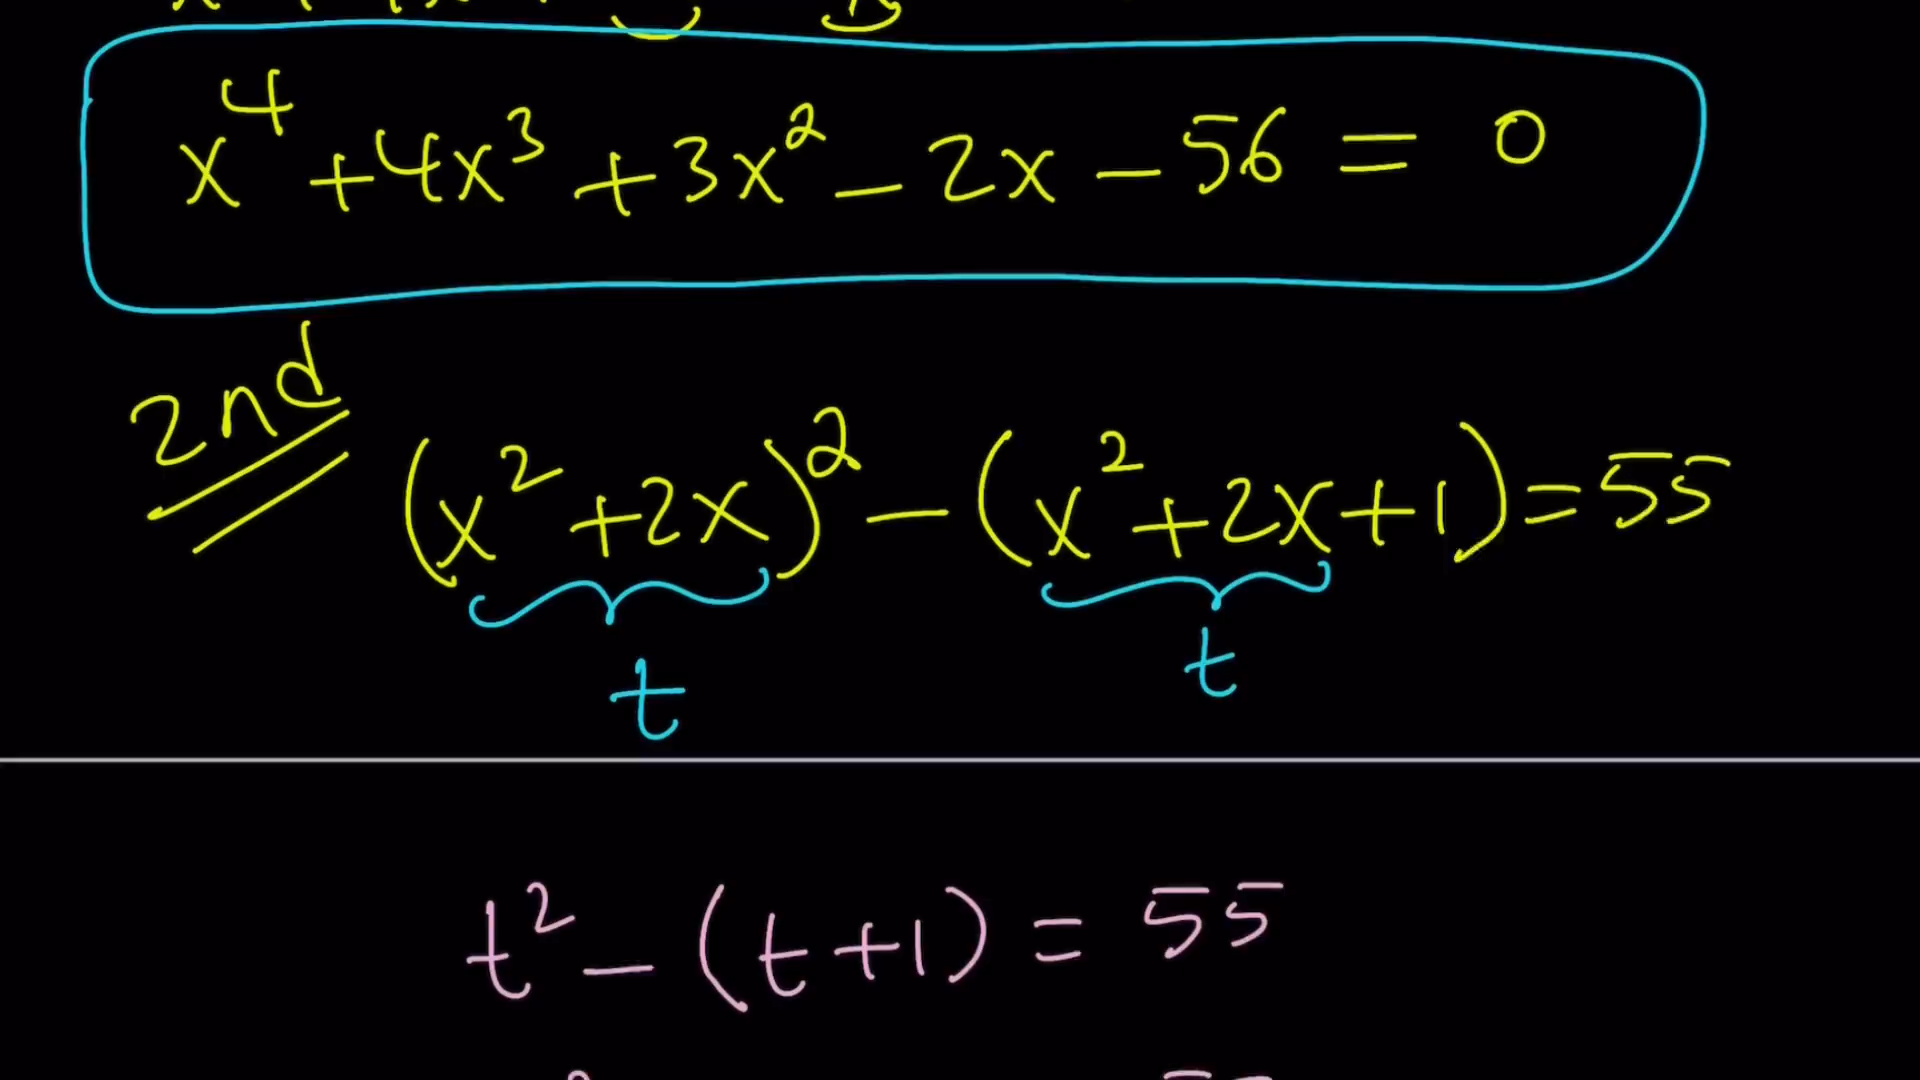 x⁴ + 4x³ + 3x² - 2x - 56 = 0
2nd
(x² + 2x)² - (x² + 2x + 1) = 55
t t
t² - (t + 1) = 55